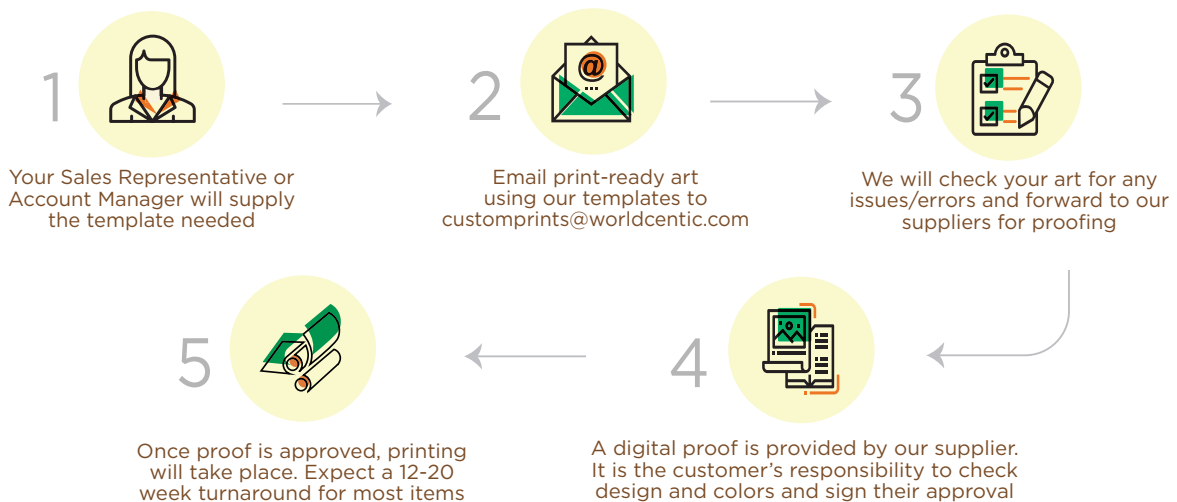 1
Your Sales Representative or
Account Manager will supply
the template needed
2
@
Email print-ready art
using our templates to
customprints@worldcentic.com
3
We will check your art for any
issues/errors and forward to our
suppliers for proofing
4
A digital proof is provided by our supplier.
It is the customer’s responsibility to check
design and colors and sign their approval
5
Once proof is approved, printing
will take place. Expect a 12-20
week turnaround for most items